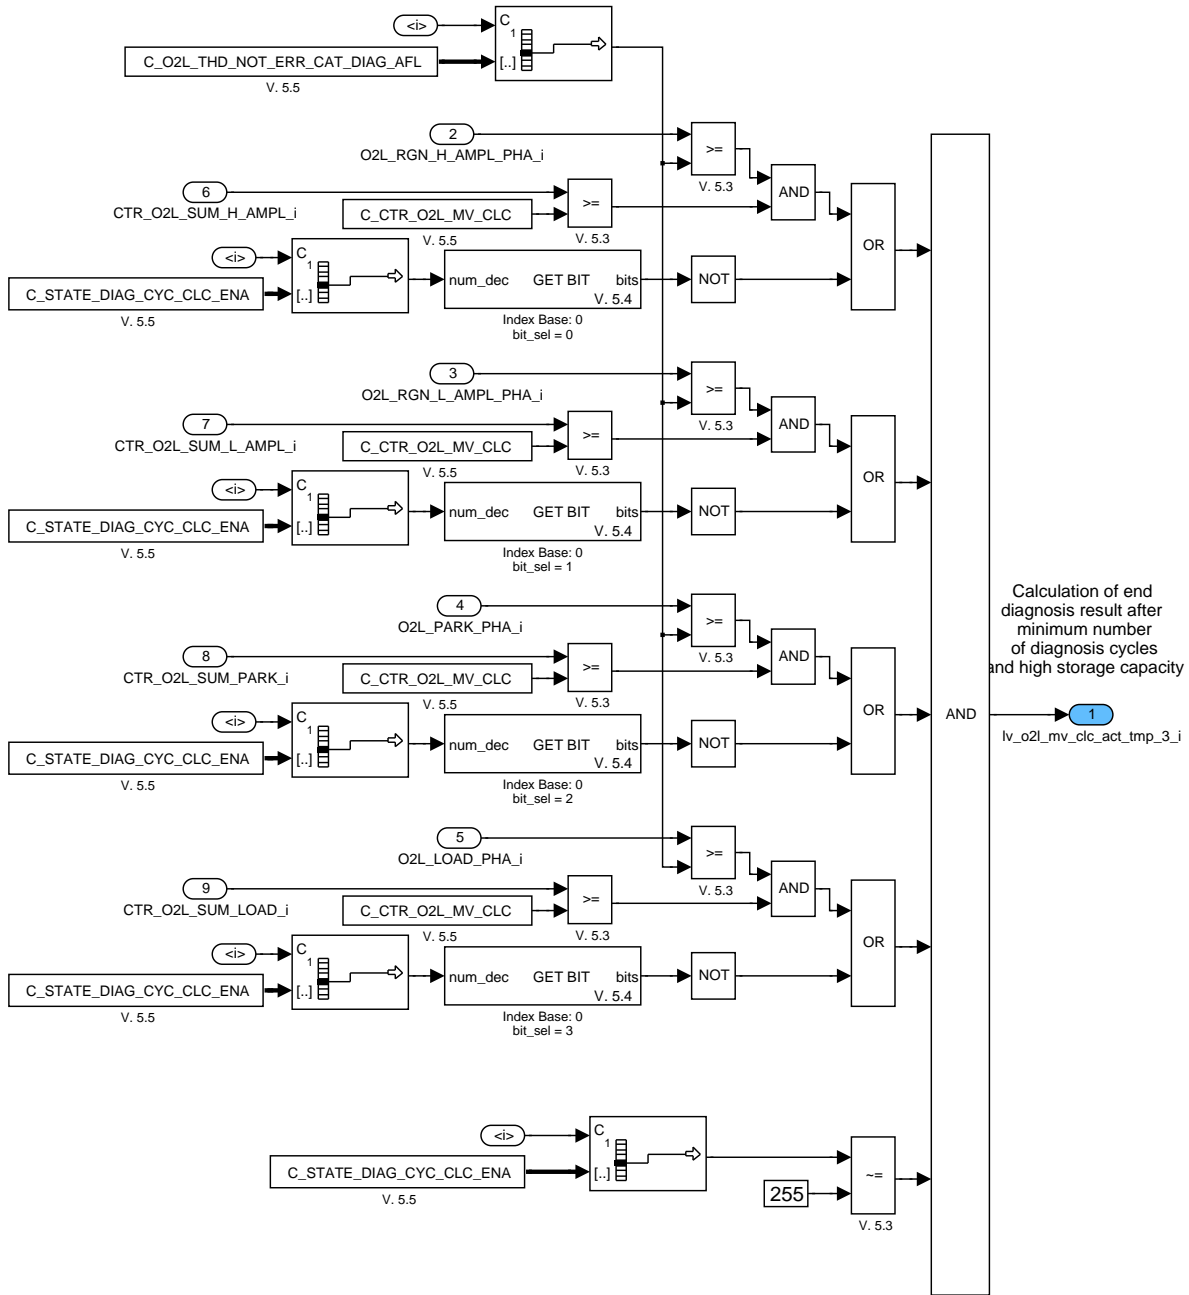 <i>
C
1
[..]
C_O2L_THD_NOT_ERR_CAT_DIAG_AFL
V. 5.5
2
O2L_RGN_H_AMPL_PHA_i
>=
V. 5.3
AND
6
CTR_O2L_SUM_H_AMPL_i
C_CTR_O2L_MV_CLC
V. 5.5
>=
V. 5.3
OR
<i>
C
1
[..]
C_STATE_DIAG_CYC_CLC_ENA
V. 5.5
num_dec GET BIT bits
V. 5.4
Index Base: 0
bit_sel = 0
NOT
3
O2L_RGN_L_AMPL_PHA_i
>=
V. 5.3
AND
7
CTR_O2L_SUM_L_AMPL_i
C_CTR_O2L_MV_CLC
V. 5.5
>=
V. 5.3
OR
<i>
C
1
[..]
C_STATE_DIAG_CYC_CLC_ENA
V. 5.5
num_dec GET BIT bits
V. 5.4
Index Base: 0
bit_sel = 1
NOT
Calculation of end
diagnosis result after
minimum number
of diagnosis cycles
and high storage capacity
4
O2L_PARK_PHA_i
>=
V. 5.3
AND
8
CTR_O2L_SUM_PARK_i
C_CTR_O2L_MV_CLC
V. 5.5
>=
V. 5.3
OR
AND
1
lv_o2l_mv_clc_act_tmp_3_i
<i>
C
1
[..]
C_STATE_DIAG_CYC_CLC_ENA
V. 5.5
num_dec GET BIT bits
V. 5.4
Index Base: 0
bit_sel = 2
NOT
5
O2L_LOAD_PHA_i
>=
V. 5.3
AND
9
CTR_O2L_SUM_LOAD_i
C_CTR_O2L_MV_CLC
V. 5.5
>=
V. 5.3
OR
<i>
C
1
[..]
C_STATE_DIAG_CYC_CLC_ENA
V. 5.5
num_dec GET BIT bits
V. 5.4
Index Base: 0
bit_sel = 3
NOT
<i>
C
1
[..]
C_STATE_DIAG_CYC_CLC_ENA
V. 5.5
255
~=
V. 5.3